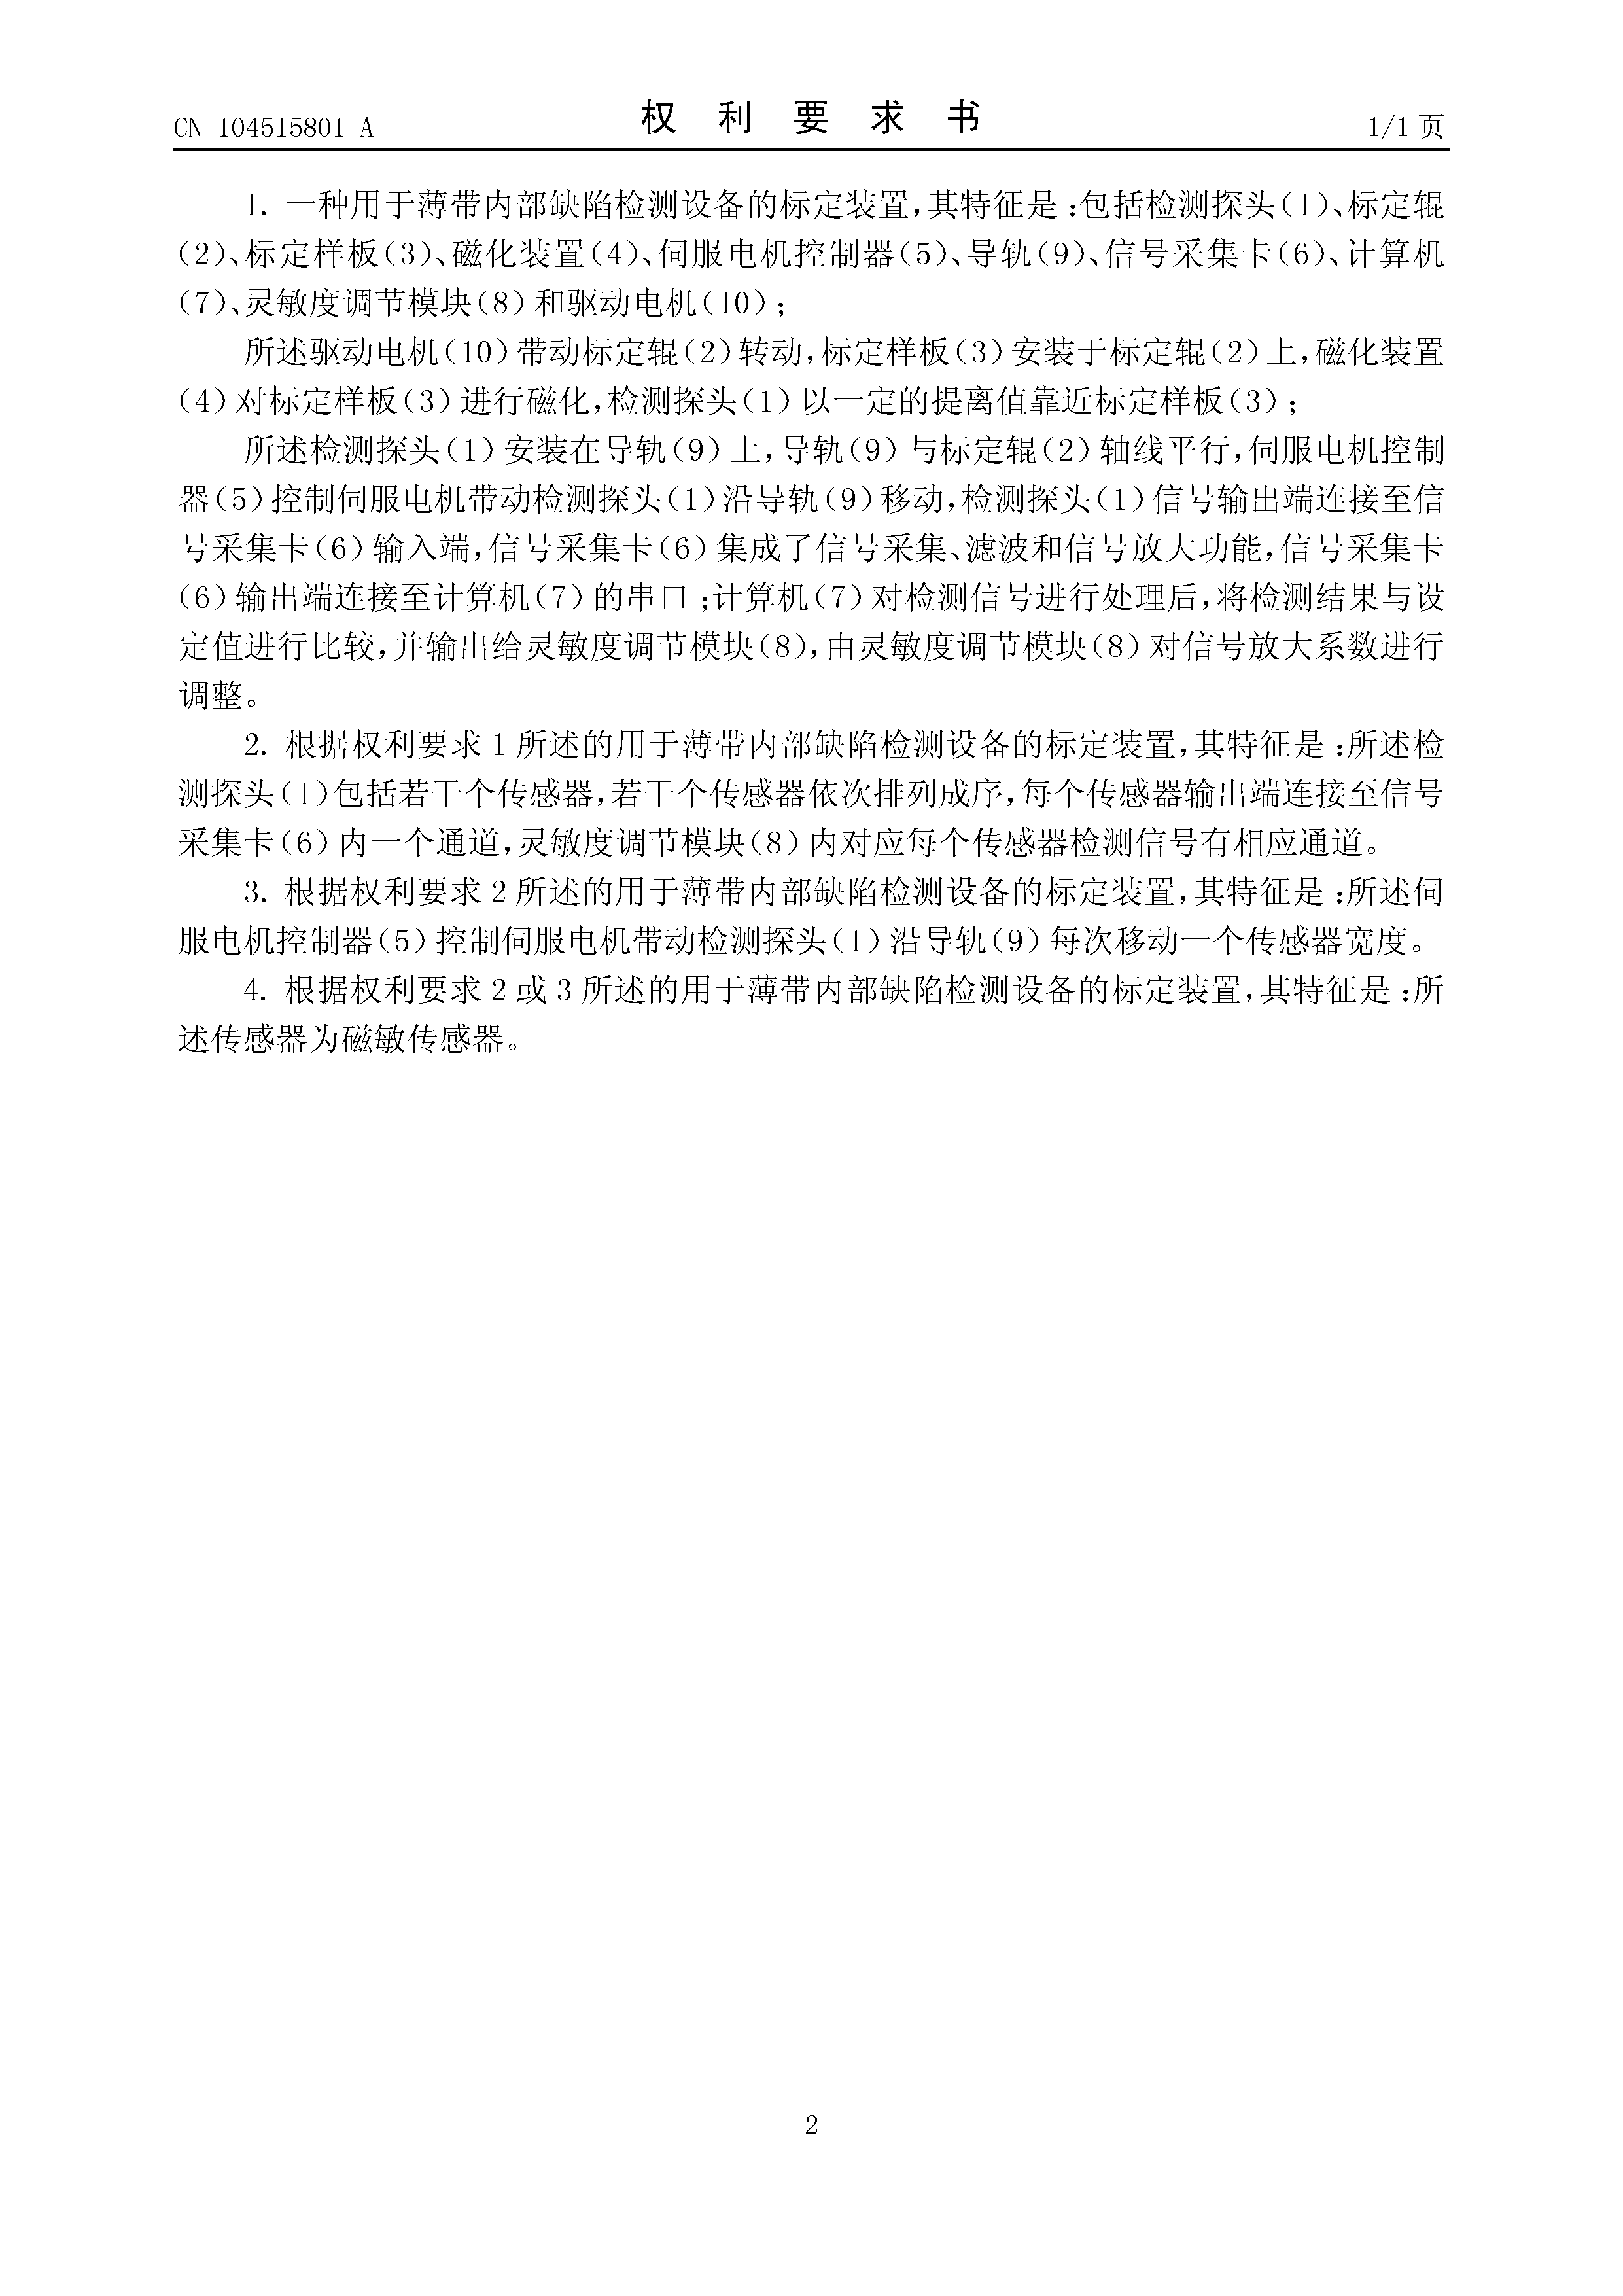 CN 104515801 A
权 利 要 求 书
1/1 页
1. 一种用于薄带内部缺陷检测设备的标定装置,其特征是:包括检测探头(1)、标定辊
(2)、标定样板(3)、磁化装置(4)、伺服电机控制器(5)、导轨(9)、信号采集卡(6)、计算机
(7)、灵敏度调节模块(8)和驱动电机(10);
所述驱动电机(10)带动标定辊(2)转动,标定样板(3)安装于标定辊(2)上,磁化装置
(4)对标定样板(3)进行磁化,检测探头(1)以一定的提离值靠近标定样板(3);
所述检测探头(1)安装在导轨(9)上,导轨(9)与标定辊(2)轴线平行,伺服电机控制
器(5)控制伺服电机带动检测探头(1)沿导轨(9)移动,检测探头(1)信号输出端连接至信
号采集卡(6)输入端,信号采集卡(6)集成了信号采集、滤波和信号放大功能,信号采集卡
(6)输出端连接至计算机(7)的串口;计算机(7)对检测信号进行处理后,将检测结果与设
定值进行比较,并输出给灵敏度调节模块(8),由灵敏度调节模块(8)对信号放大系数进行
调整。
2. 根据权利要求 1 所述的用于薄带内部缺陷检测设备的标定装置,其特征是:所述检
测探头(1)包括若干个传感器,若干个传感器依次排列成序,每个传感器输出端连接至信号
采集卡(6)内一个通道,灵敏度调节模块(8)内对应每个传感器检测信号有相应通道。
3. 根据权利要求 2 所述的用于薄带内部缺陷检测设备的标定装置,其特征是:所述伺
服电机控制器(5)控制伺服电机带动检测探头(1)沿导轨(9)每次移动一个传感器宽度。
4. 根据权利要求 2 或 3 所述的用于薄带内部缺陷检测设备的标定装置,其特征是:所
述传感器为磁敏传感器。
2